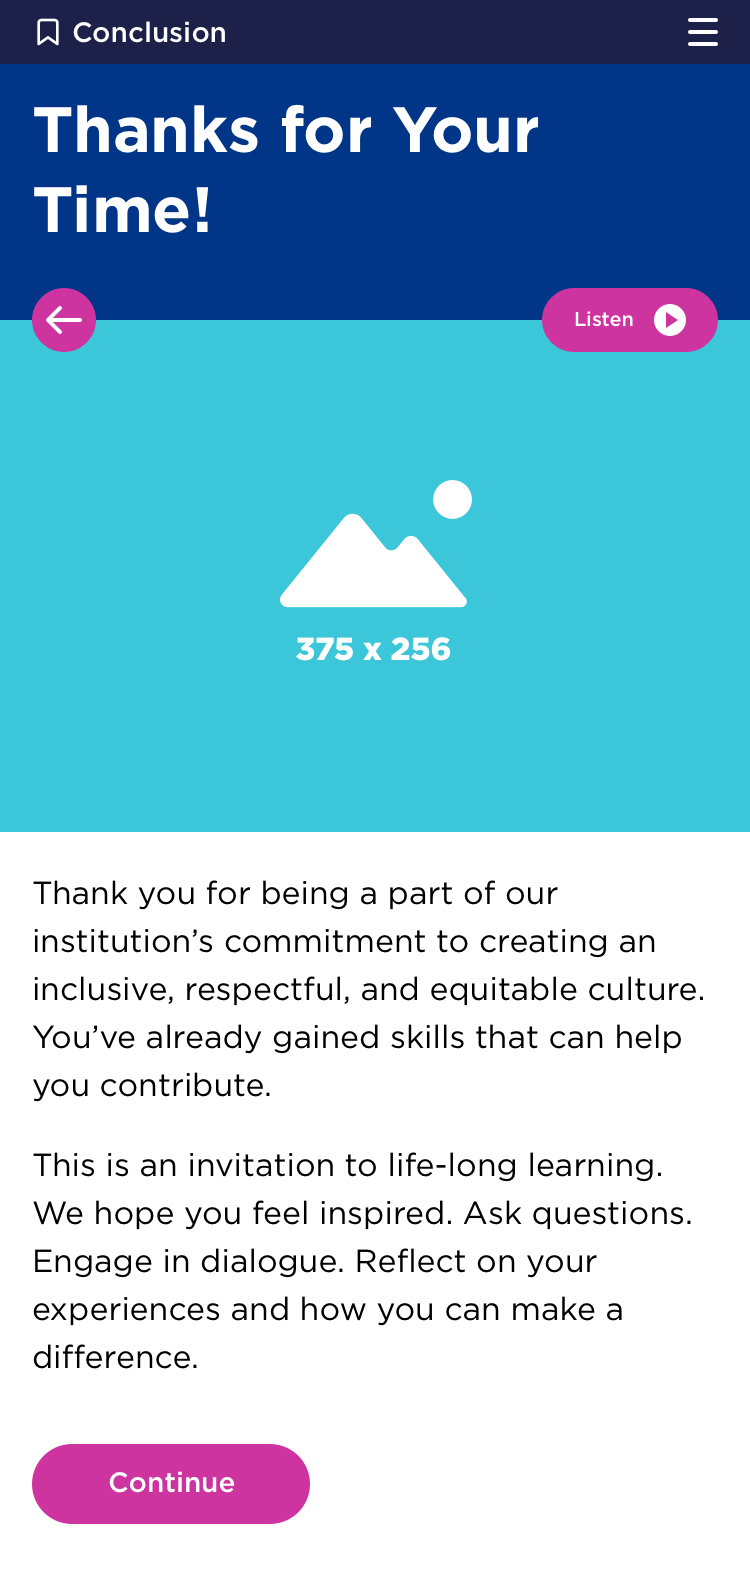 Conclusion
Thanks for Your
Time!
Listen
375 x 256
Thank you for being a part of our
institution’s commitment to creating an
inclusive, respectful, and equitable culture.
You’ve already gained skills that can help
you contribute.
This is an invitation to life-long learning.
We hope you feel inspired. Ask questions.
Engage in dialogue. Reflect on your
experiences and how you can make a
difference.
Continue